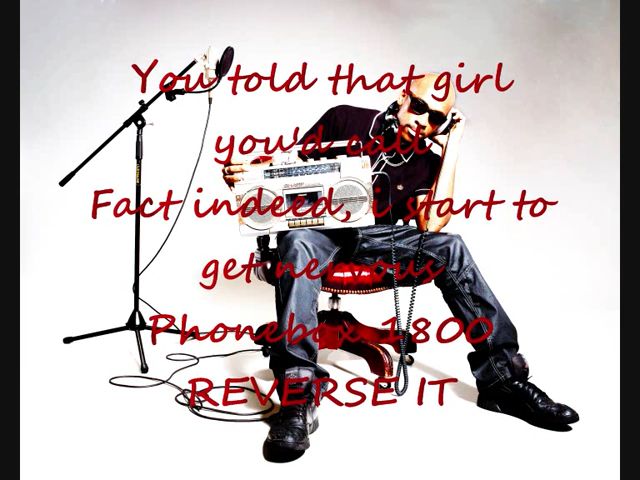 You told that girl
you'd call
Fact indeed, i start to
get nervous
Phonebox 1800
REVERSE IT